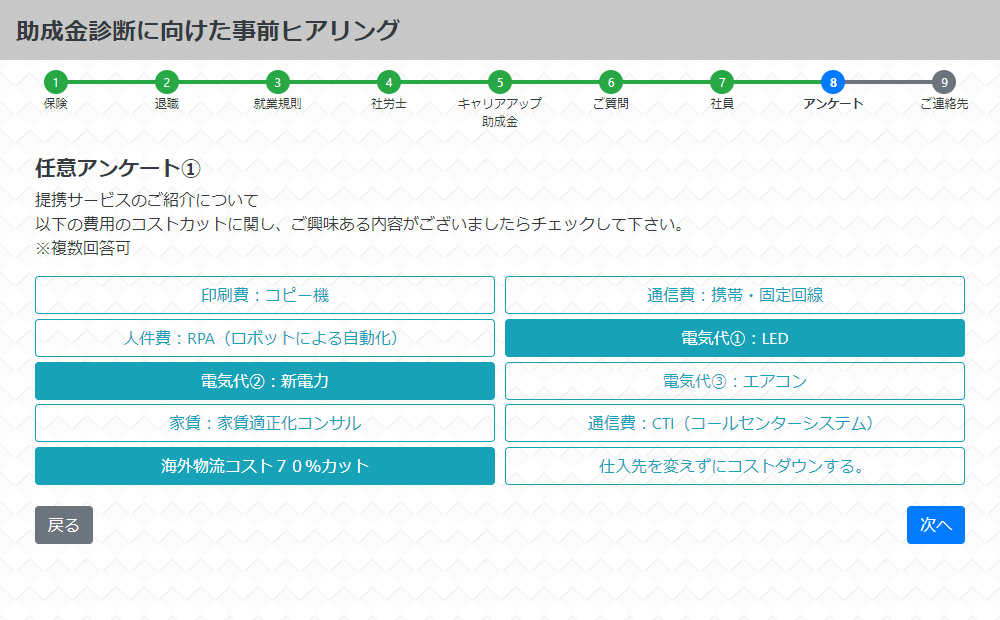 助成金診断に向けた事前ヒアリング
1 2 3 4 5 6 7 8 9
保険 退職 就業規則 社労士 キャリアアップ ご質問 社員 アンケート ご連絡先
助成金
任意アンケート①
提携サービスのご紹介について
以下の費用のコストカットに関し、ご興味ある内容がございましたらチェックして下さい。
※複数回答可
印刷費：コピー機 通信費：携帯・固定回線
人件費：RPA（ロボットによる自動化） 電気代①：LED
電気代②：新電力 電気代③：エアコン
家賃：家賃適正化コンサル 通信費：CTI（コールセンターシステム）
海外物流コスト７０％カット 仕入先を変えずにコストダウンする。
戻る 次へ